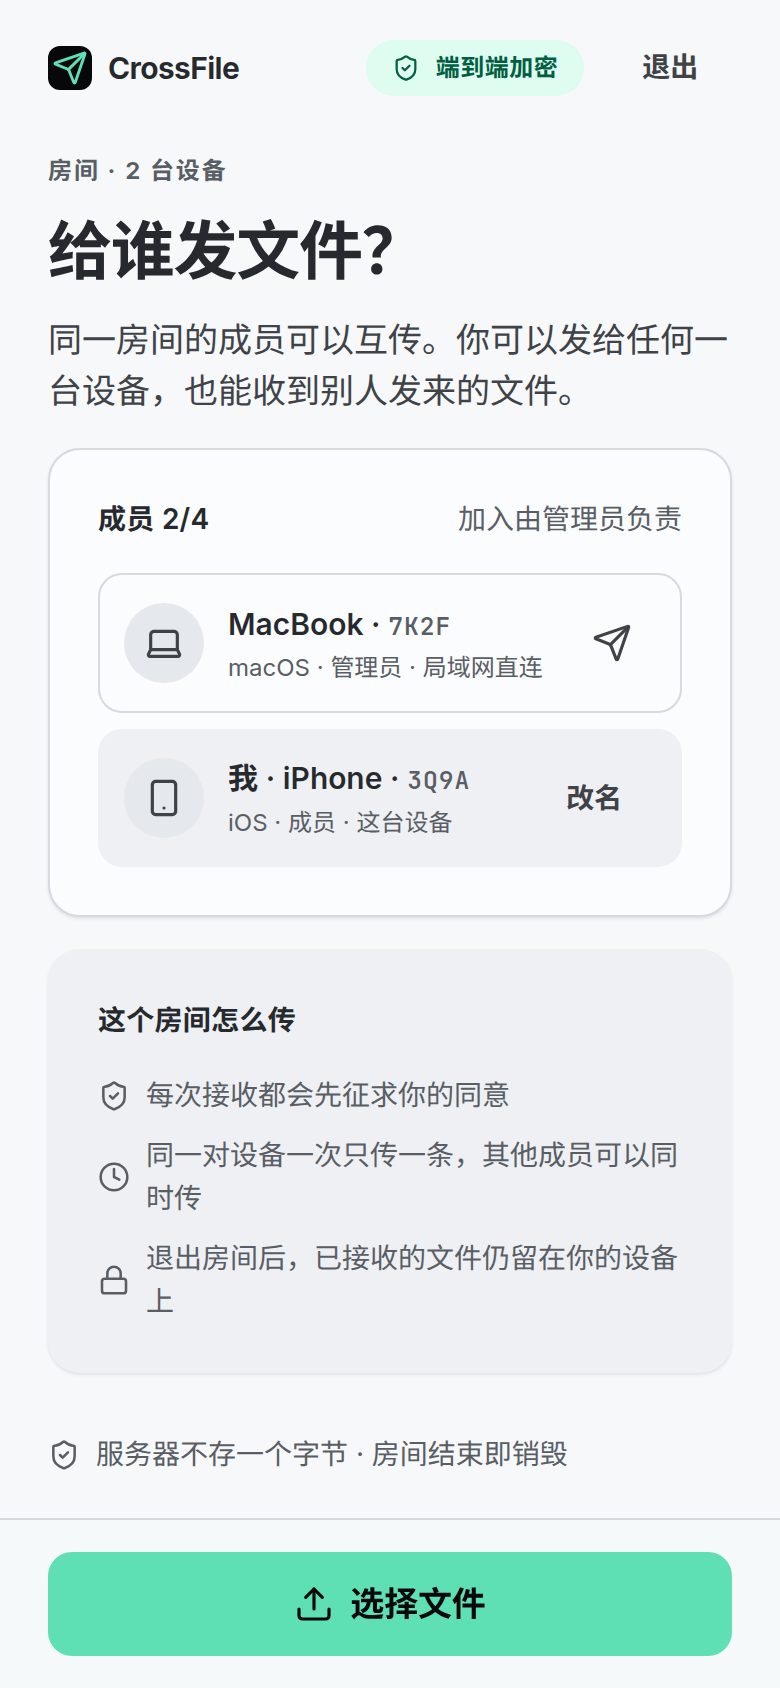 CrossFile
端到端加密
退出
房间 · 2 台设备
给谁发文件？
同一房间的成员可以互传。你可以发给任何一
台设备，也能收到别人发来的文件。
成员 2/4
加入由管理员负责
MacBook · 7K2F
macOS · 管理员 · 局域网直连
我 · iPhone · 3Q9A
iOS · 成员 · 这台设备
改名
这个房间怎么传
每次接收都会先征求你的同意
同一对设备一次只传一条，其他成员可以同
时传
退出房间后，已接收的文件仍留在你的设备
上
服务器不存一个字节 · 房间结束即销毁
选择文件